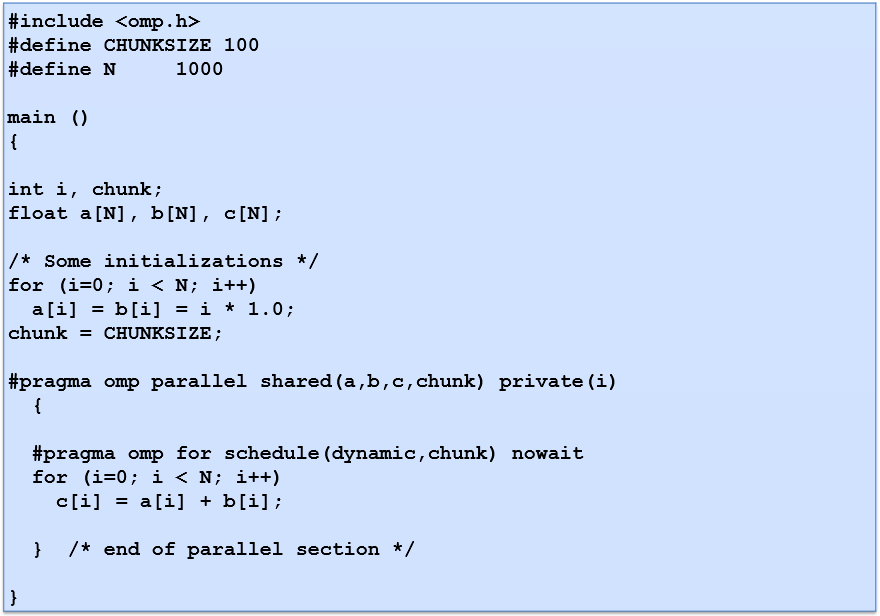 #include <omp.h>
#define CHUNKSIZE 100
#define N     1000
main ()
{
int i, chunk;
float a[N], b[N], c[N];
/* Some initializations */
for (i=0; i < N; i++)
  a[i] = b[i] = i * 1.0;
chunk = CHUNKSIZE;
#pragma omp parallel shared(a,b,c,chunk) private(i)
  {
  #pragma omp for schedule(dynamic,chunk) nowait
  for (i=0; i < N; i++)
    c[i] = a[i] + b[i];
  }  /* end of parallel section */
}